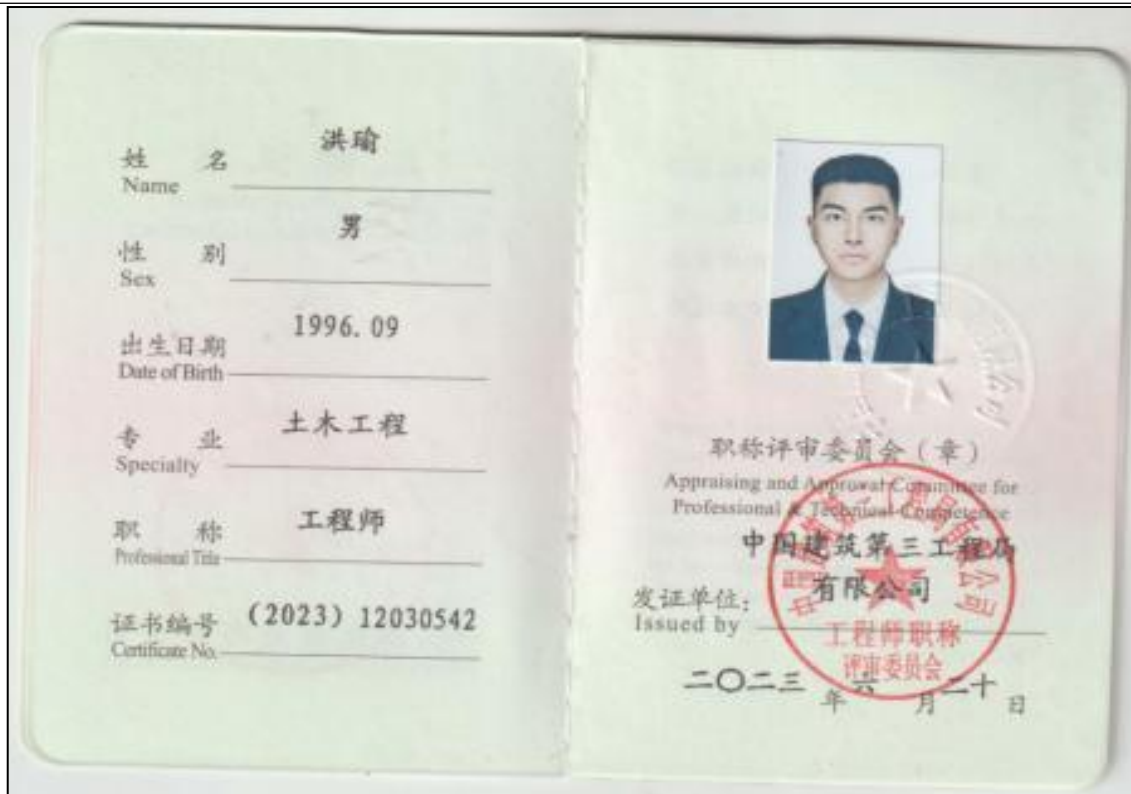 姓 名 洪瑜
Name
性 别 男
Sex
出生日期 1996.09
Date of Birth
专 业 土木工程
Specialty
职 称 工程师
Professional Title
证书编号 (2023) 12030542
Certificate No.
职称评审委员会(章)
Appraising and Approval Committee for
Professional & Technical Competence
中国建筑第三工程局
发证单位: 有限公司
Issued by
工程师职称
评审委员会
二〇二三年六月二十日